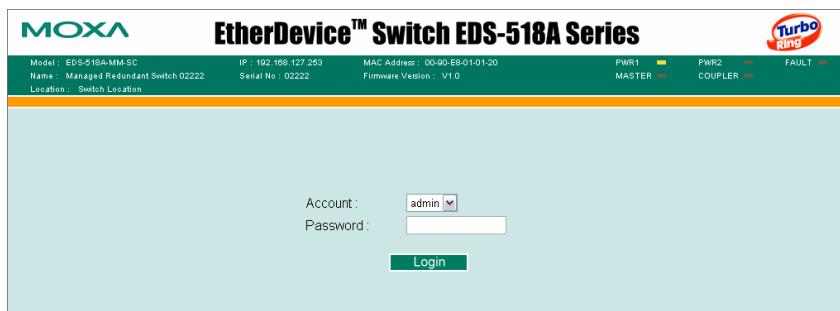 MOXA EtherDevice™ Switch EDS-518A Series Turbo Ring
Model : EDS-518A-MM-SC IP : 192.168.127.253 MAC Address : 00-90-E8-01-01-20 PWR1 PWR2 FAULT
Name : Managed Redundant Switch 02222 Serial No : 02222 Firmware Version : V1.0 MASTER COUPLER
Location : Switch Location
Account : admin
Password :
Login